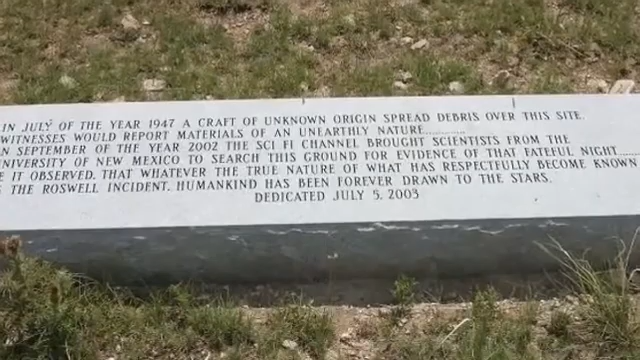 IN JULY OF THE YEAR 1947 A CRAFT OF UNKNOWN ORIGIN SPREAD DEBRIS OVER THIS SITE.
WITNESSES WOULD REPORT MATERIALS OF AN UNEARTHLY NATURE...........
IN SEPTEMBER OF THE YEAR 2002 THE SCI FI CHANNEL BROUGHT SCIENTISTS FROM THE
UNIVERSITY OF NEW MEXICO TO SEARCH THIS GROUND FOR EVIDENCE OF THAT FATEFUL NIGHT......
E IT OBSERVED, THAT WHATEVER THE TRUE NATURE OF WHAT HAS RESPECTFULLY BECOME KNOWN
THE ROSWELL INCIDENT, HUMANKIND HAS BEEN FOREVER DRAWN TO THE STARS.
DEDICATED JULY 5, 2003